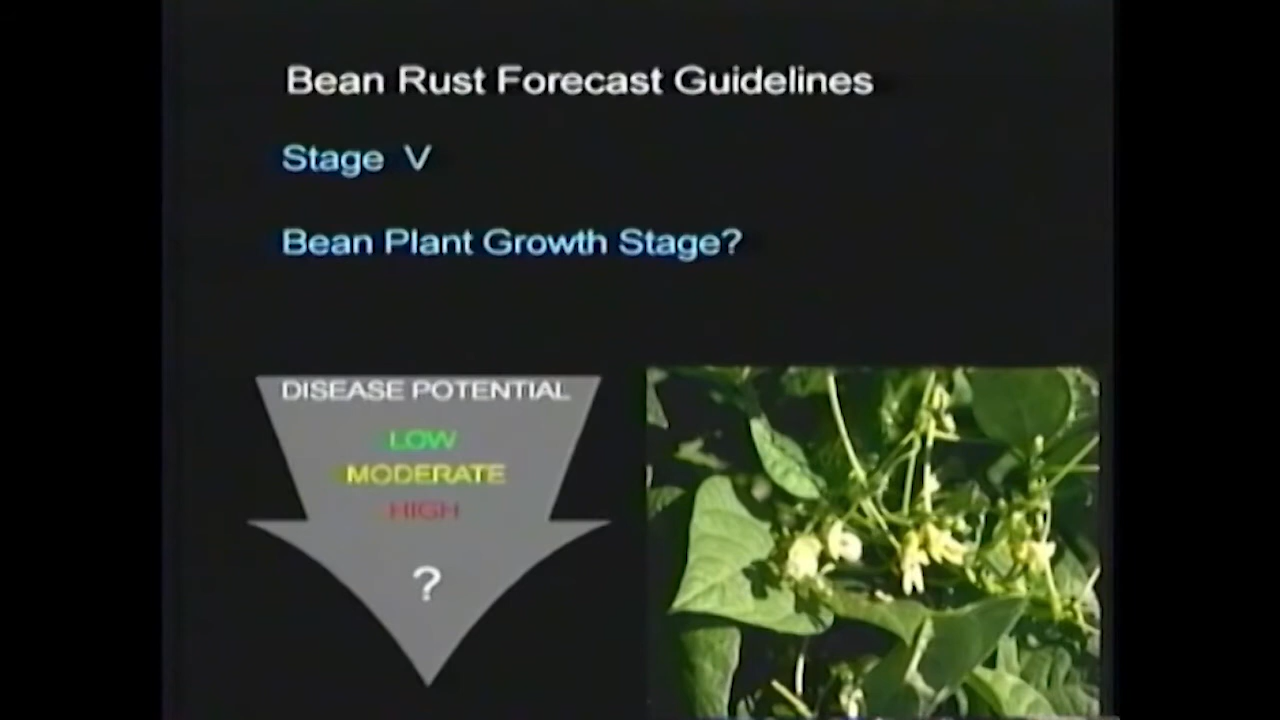 Bean Rust Forecast Guidelines
Stage V
Bean Plant Growth Stage?
DISEASE POTENTIAL
LOW
MODERATE
HIGH
?